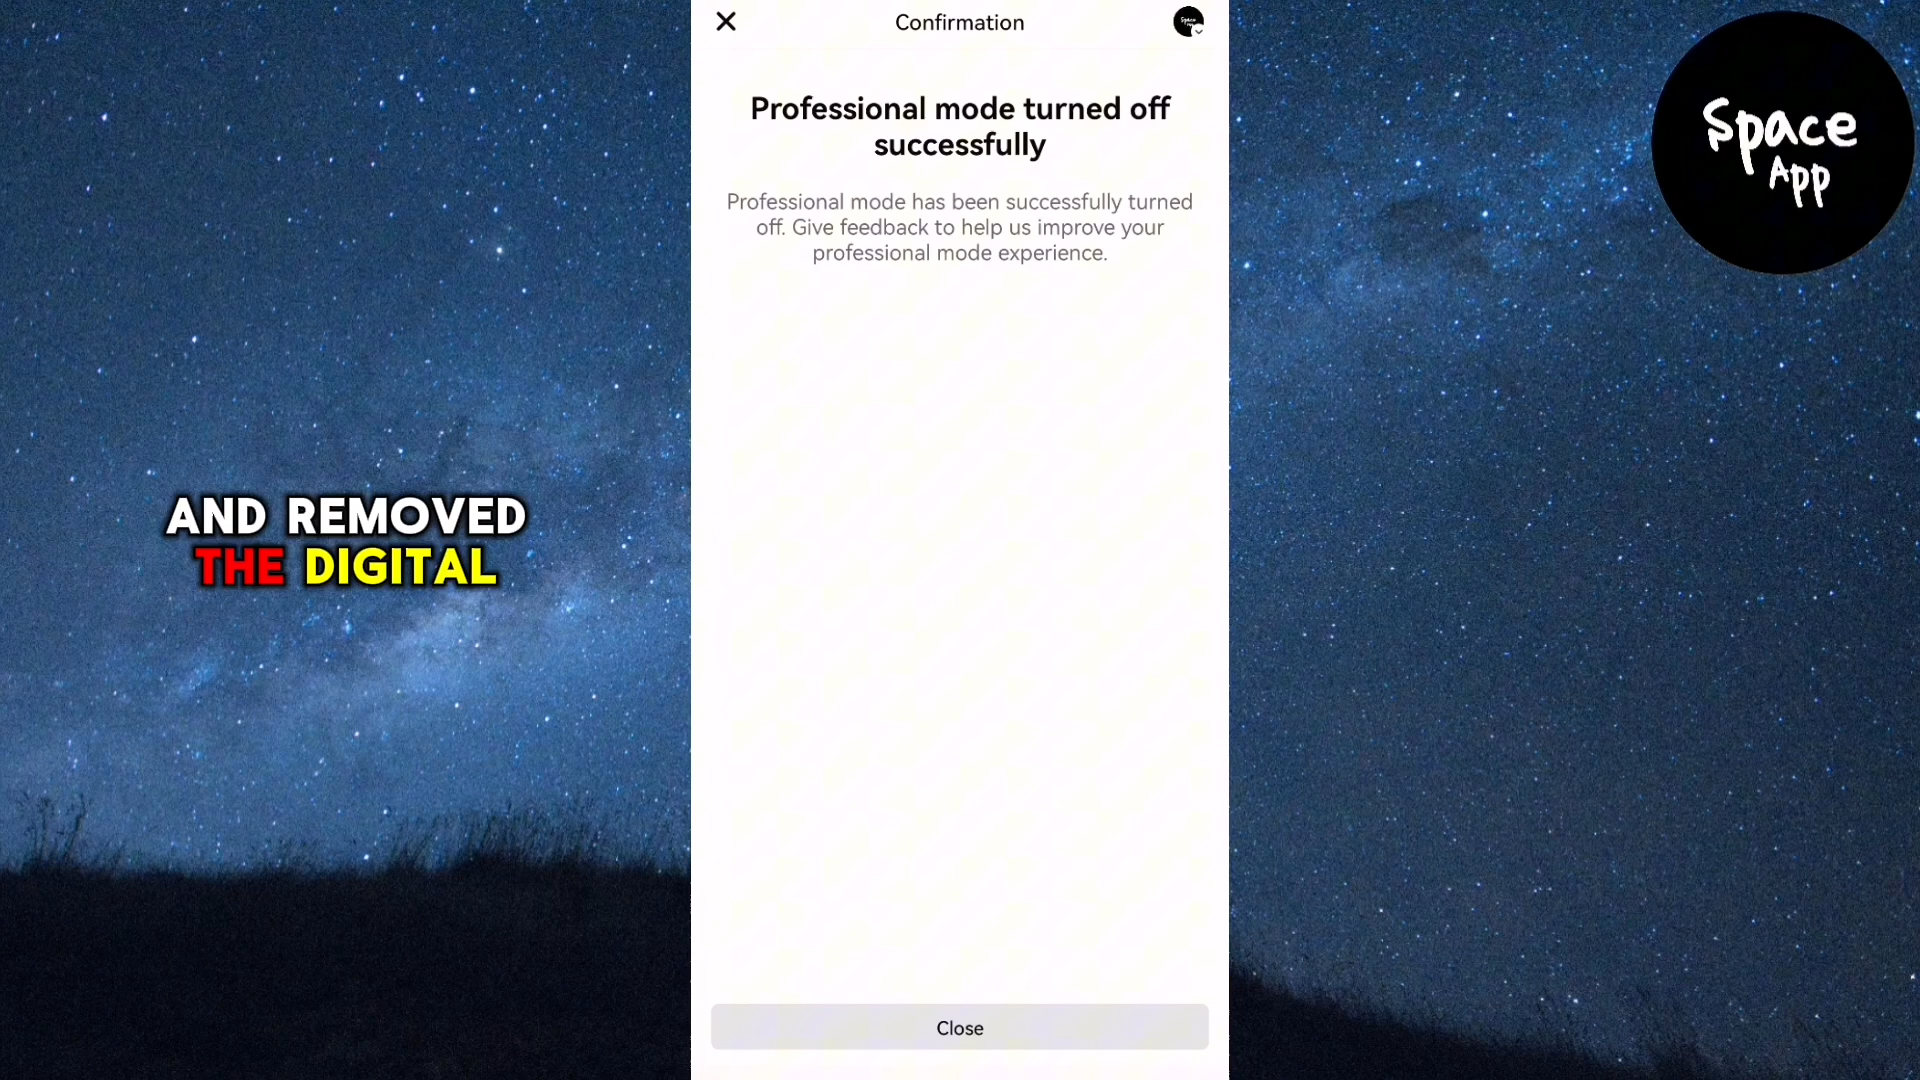 Confirmation
Professional mode turned off
successfully
Professional mode has been successfully turned
off. Give feedback to help us improve your
professional mode experience.
AND REMOVED
THE DIGITAL
Close
Space
App